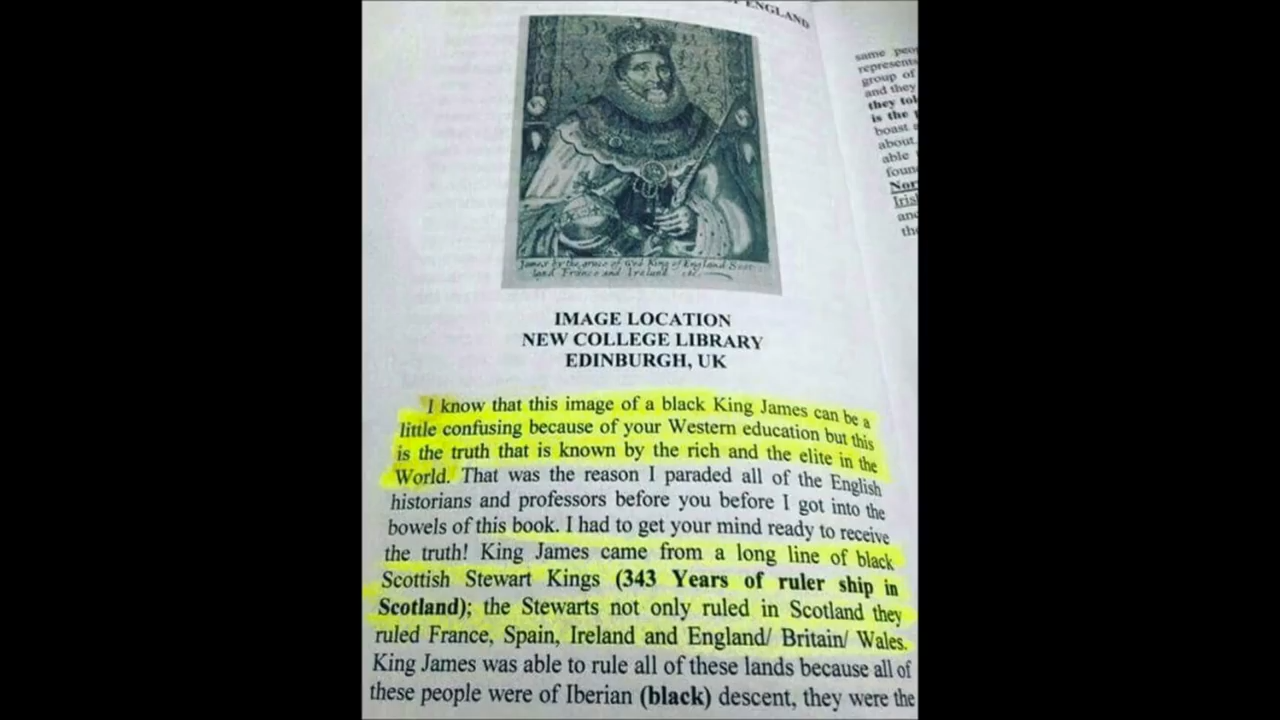 OF ENGLAND
James by the grace of God King of England Scot
land France and Ireland etc.
IMAGE LOCATION
NEW COLLEGE LIBRARY
EDINBURGH, UK
I know that this image of a black King James can be a
little confusing because of your Western education but this
is the truth that is known by the rich and the elite in the
World. That was the reason I paraded all of the English
historians and professors before you before I got into the
bowels of this book. I had to get your mind ready to receive
the truth! King James came from a long line of black
Scottish Stewart Kings (343 Years of ruler ship in
Scotland); the Stewarts not only ruled in Scotland they
ruled France, Spain, Ireland and England/ Britain/ Wales.
King James was able to rule all of these lands because all of
these people were of Iberian (black) descent, they were the
same
represents
group of
and they
they
is the
boast
about.
able
Nor
Iris
and
the